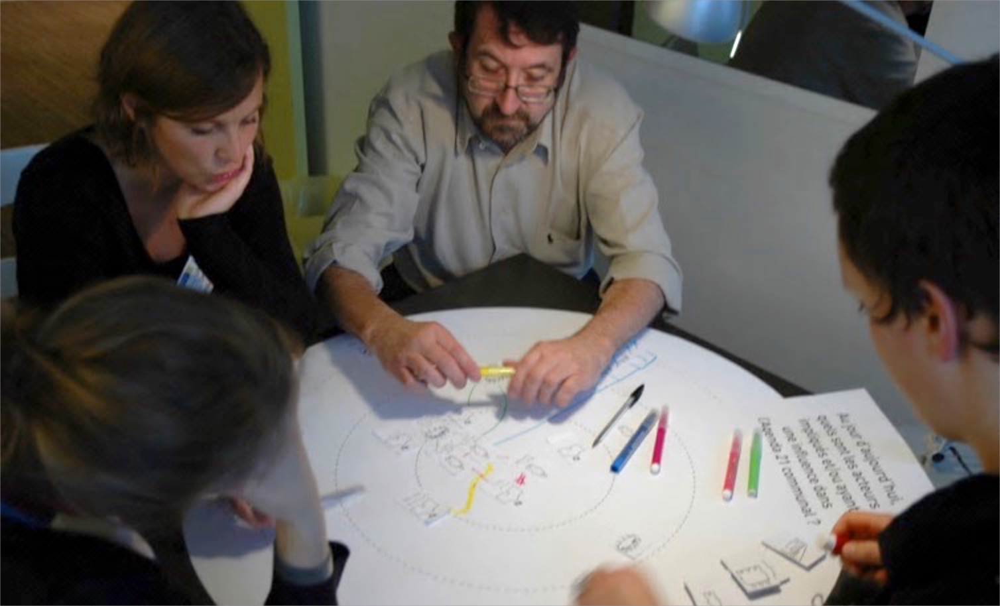 Au jour d'aujourd'hui,
quels sont les acteurs
impliqués et/ou ayant
une influence dans
l'Agenda 21 communal ?